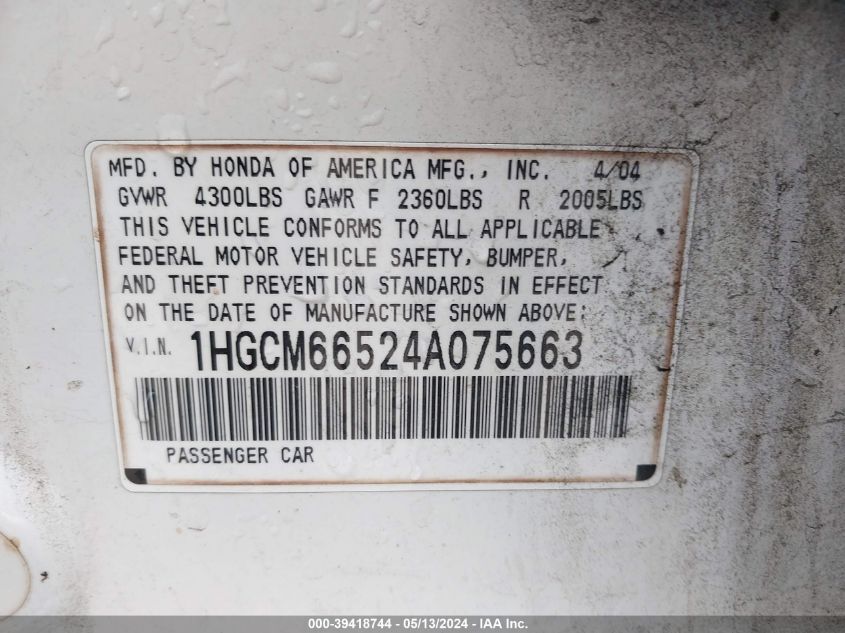 MFD. BY HONDA OF AMERICA MFG., INC. 4/04
GVWR 4300LBS GAWR F 2360LBS R 2005LBS
THIS VEHICLE CONFORMS TO ALL APPLICABLE
FEDERAL MOTOR VEHICLE SAFETY, BUMPER,
AND THEFT PREVENTION STANDARDS IN EFFECT
ON THE DATE OF MANUFACTURE SHOWN ABOVE:
V.I.N. 1HGCM66524A075663
PASSENGER CAR
000-39418744 - 05/13/2024 - IAA Inc.